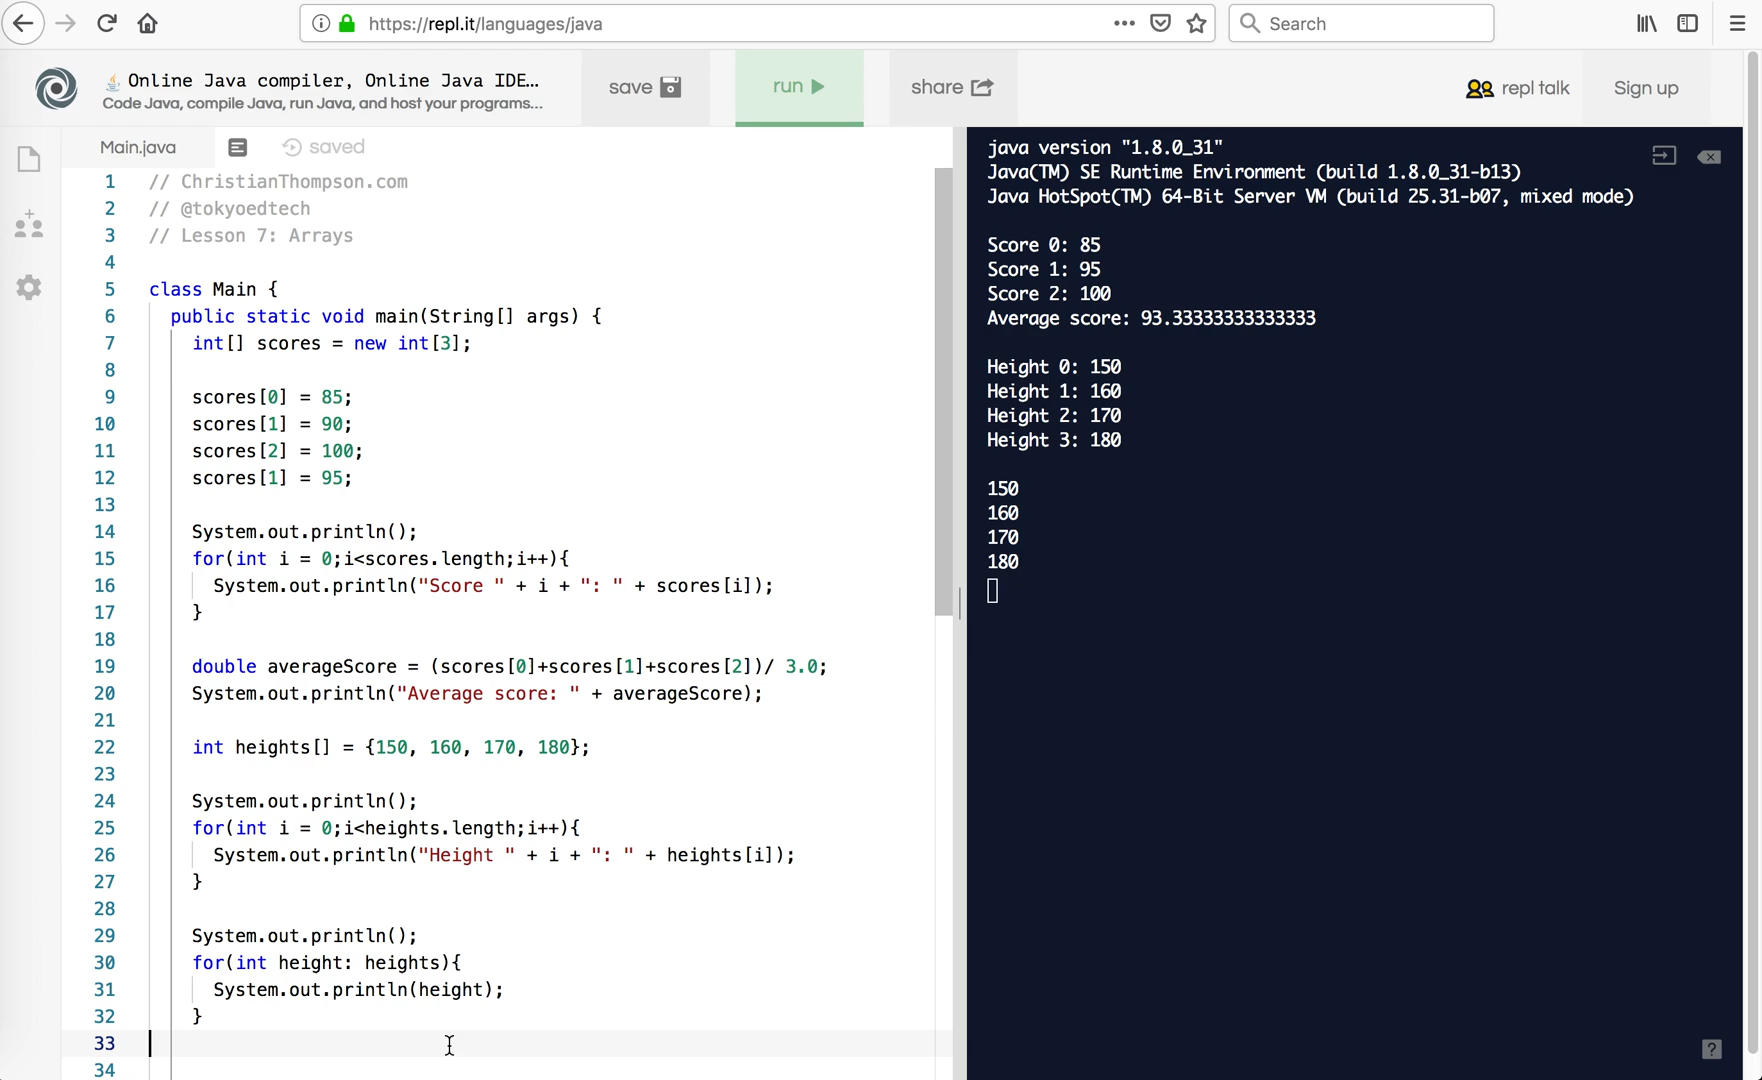 https://repl.it/languages/java
Search
Online Java compiler, Online Java IDE...
Code Java, compile Java, run Java, and host your programs...
save
run
share
repl talk
Sign up
Main.java
saved
1 // ChristianThompson.com
2 // @tokyoedtech
3 // Lesson 7: Arrays
4
5 class Main {
6 public static void main(String[] args) {
7 int[] scores = new int[3];
8
9 scores[0] = 85;
10 scores[1] = 90;
11 scores[2] = 100;
12 scores[1] = 95;
13
14 System.out.println();
15 for(int i = 0;i<scores.length;i++){
16 System.out.println("Score " + i + ": " + scores[i]);
17 }
18
19 double averageScore = (scores[0]+scores[1]+scores[2])/ 3.0;
20 System.out.println("Average score: " + averageScore);
21
22 int heights[] = {150, 160, 170, 180};
23
24 System.out.println();
25 for(int i = 0;i<heights.length;i++){
26 System.out.println("Height " + i + ": " + heights[i]);
27 }
28
29 System.out.println();
30 for(int height: heights){
31 System.out.println(height);
32 }
33
34
java version "1.8.0_31"
Java(TM) SE Runtime Environment (build 1.8.0_31-b13)
Java HotSpot(TM) 64-Bit Server VM (build 25.31-b07, mixed mode)
Score 0: 85
Score 1: 95
Score 2: 100
Average score: 93.33333333333333
Height 0: 150
Height 1: 160
Height 2: 170
Height 3: 180
150
160
170
180
?